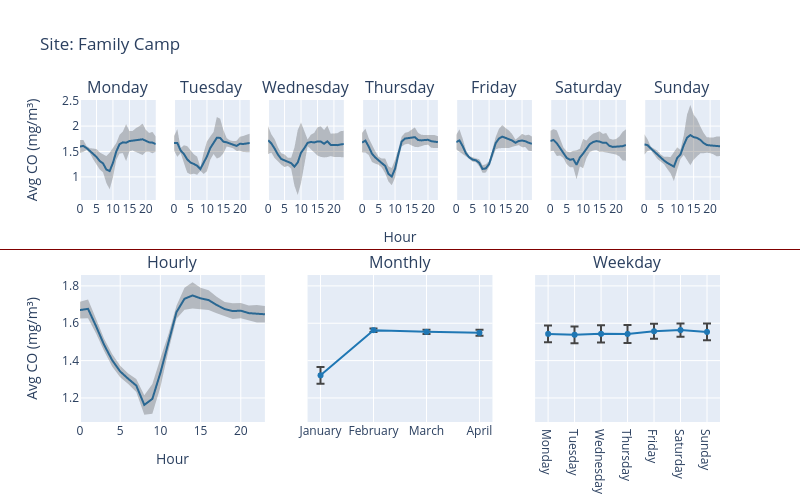 Site: Family Camp
Monday Tuesday Wednesday Thursday Friday Saturday Sunday
Avg CO (mg/m³)
2.5
2
1.5
1
0 5 10 15 20 0 5 10 15 20 0 5 10 15 20 0 5 10 15 20 0 5 10 15 20 0 5 10 15 20 0 5 10 15 20
Hour
Hourly Monthly Weekday
Avg CO (mg/m³)
1.8
1.6
1.4
1.2
0 5 10 15 20
Hour
January February March April
Monday Tuesday Wednesday Thursday Friday Saturday Sunday